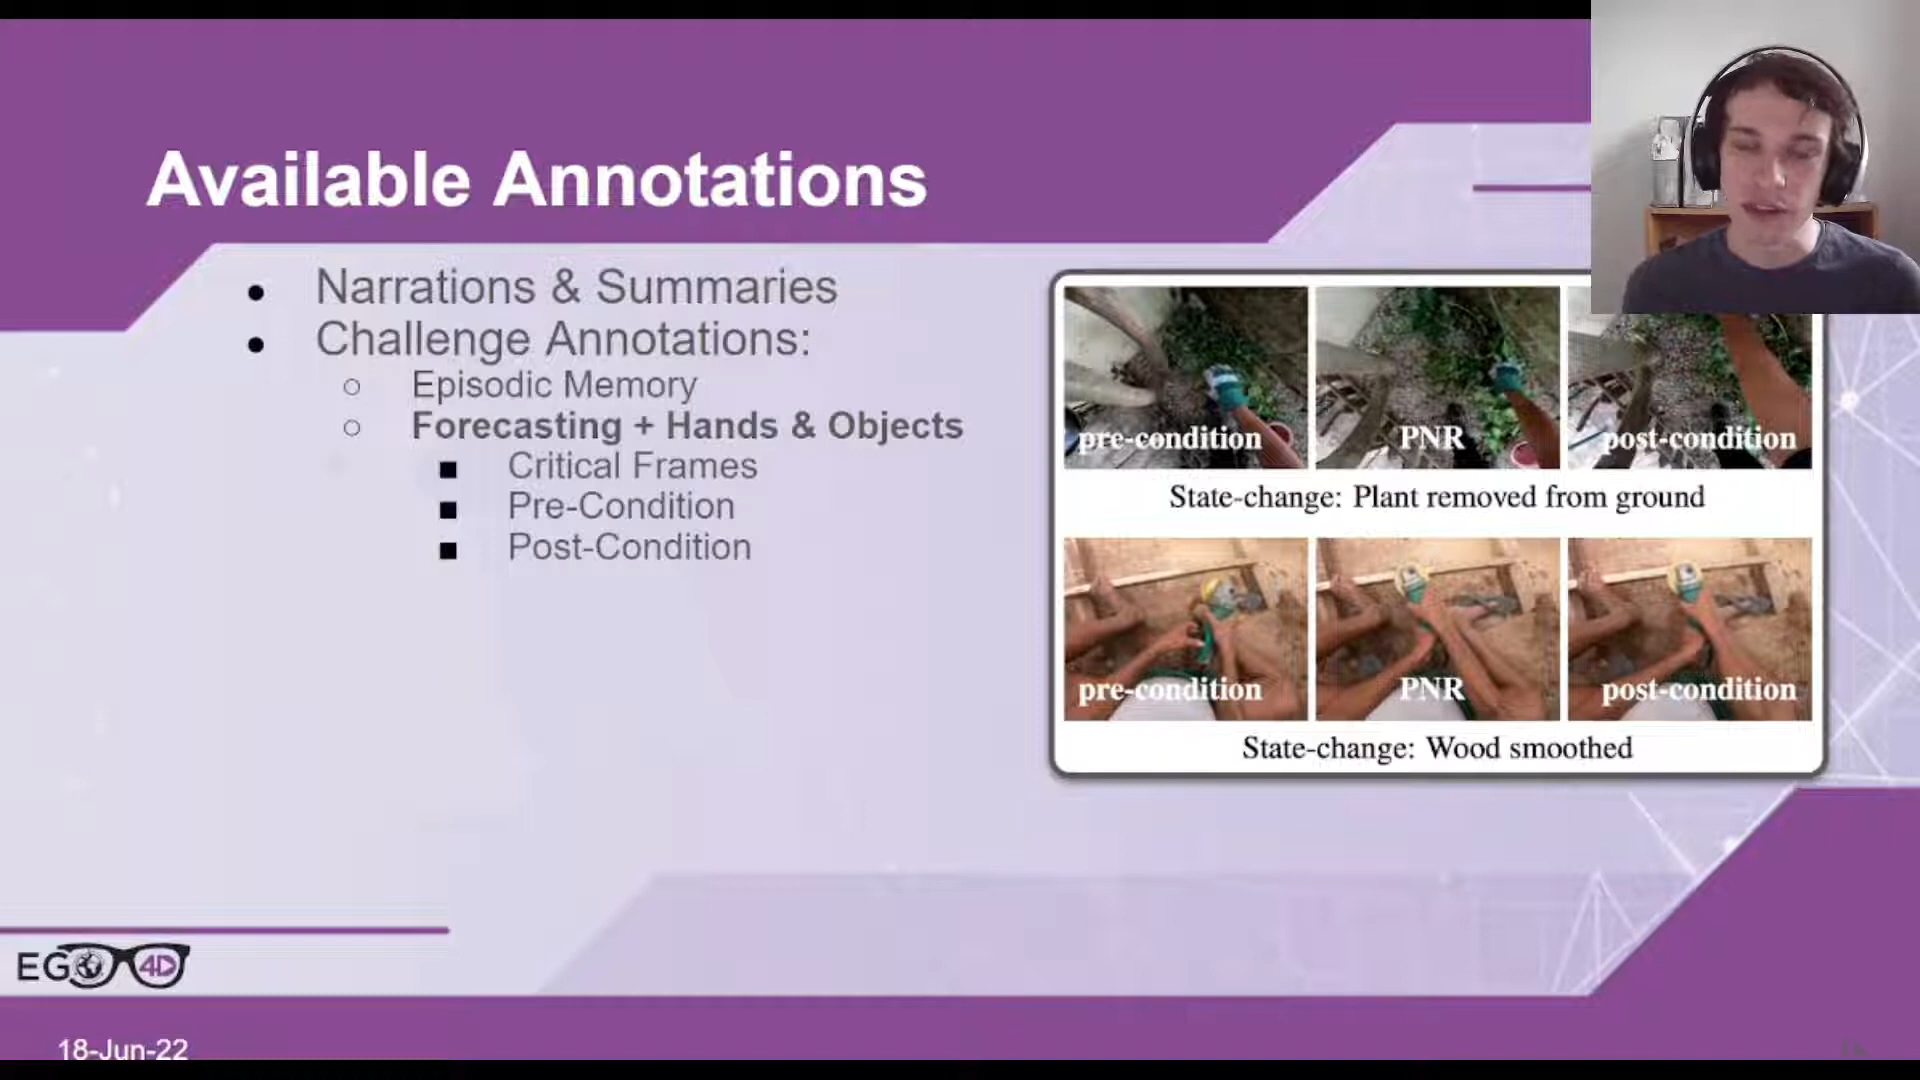 Available Annotations
● Narrations & Summaries
● Challenge Annotations:
○ Episodic Memory
○ Forecasting + Hands & Objects
■ Critical Frames
■ Pre-Condition
■ Post-Condition
pre-condition PNR post-condition
State-change: Plant removed from ground
pre-condition PNR post-condition
State-change: Wood smoothed
EGO4D
18-Jun-22